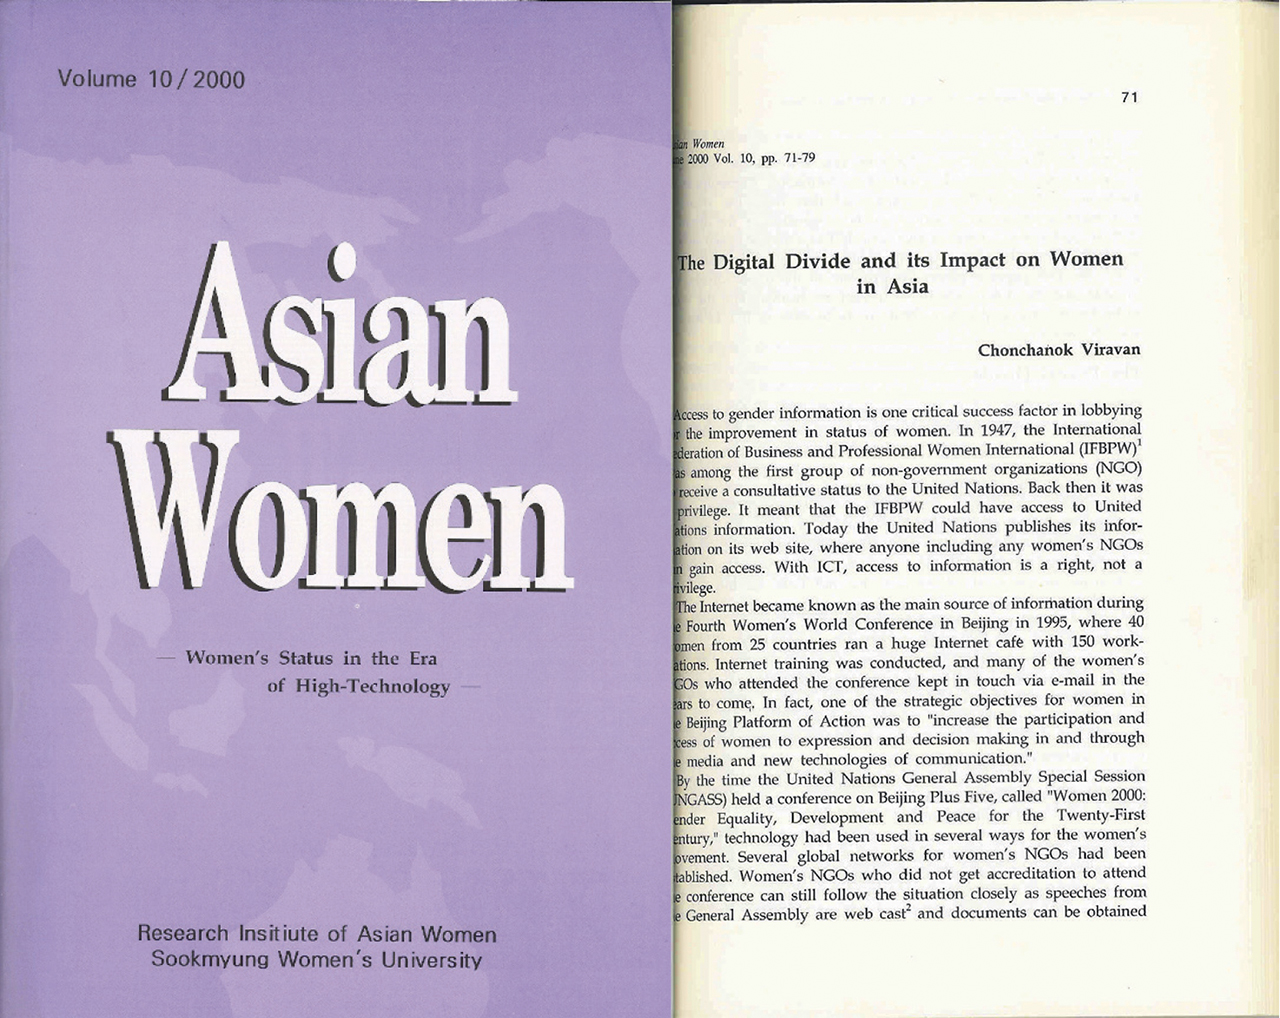 Volume 10/2000
Asian
Women
— Women's Status in the Era
of High-Technology —
Research Insitiute of Asian Women
Sookmyung Women's University
71
ian Women
ne 2000 Vol. 10, pp. 71-79
The Digital Divide and its Impact on Women
in Asia
Chonchanok Viravan
Access to gender information is one critical success factor in lobbying
r the improvement in status of women. In 1947, the International
ederation of Business and Professional Women International (IFBPW)1
as among the first group of non-government organizations (NGO)
receive a consultative status to the United Nations. Back then it was
privilege. It meant that the IFBPW could have access to United
ations information. Today the United Nations publishes its infor-
ation on its web site, where anyone including any women's NGOs
n gain access. With ICT, access to information is a right, not a
ivilege.
The Internet became known as the main source of information during
e Fourth Women's World Conference in Beijing in 1995, where 40
omen from 25 countries ran a huge Internet café with 150 work-
ations. Internet training was conducted, and many of the women's
GOs who attended the conference kept in touch via e-mail in the
ears to come. In fact, one of the strategic objectives for women in
e Beijing Platform of Action was to "increase the participation and
cess of women to expression and decision making in and through
e media and new technologies of communication."
By the time the United Nations General Assembly Special Session
JNGASS) held a conference on Beijing Plus Five, called "Women 2000:
ender Equality, Development and Peace for the Twenty-First
entury," technology had been used in several ways for the women's
ovement. Several global networks for women's NGOs had been
tablished. Women's NGOs who did not get accreditation to attend
e conference can still follow the situation closely as speeches from
e General Assembly are web cast2 and documents can be obtained